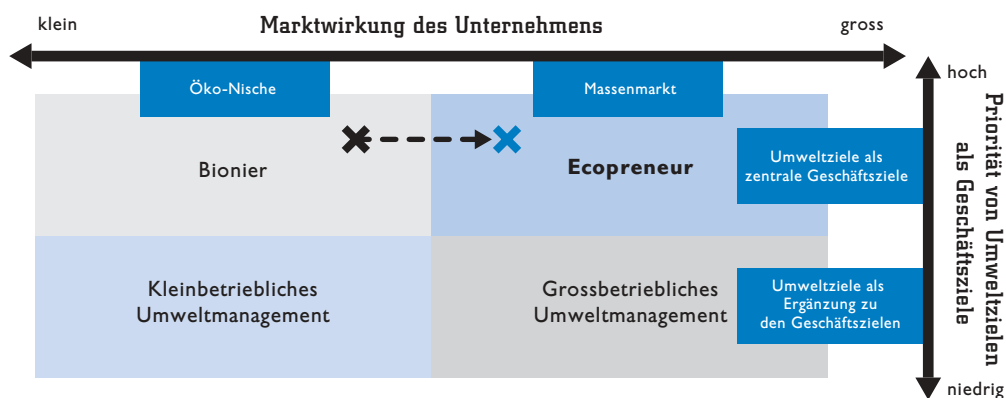 klein
Marktwirkung des Unternehmens
gross
Öko-Nische
Massenmarkt
hoch
Bionier
Ecopreneur
Umweltziele als
zentrale Geschäftsziele
Priorität von Umweltzielen
als Geschäftsziele
Kleinbetriebliches
Umweltmanagement
Grossbetriebliches
Umweltmanagement
Umweltziele als
Ergänzung zu
den Geschäftszielen
niedrig